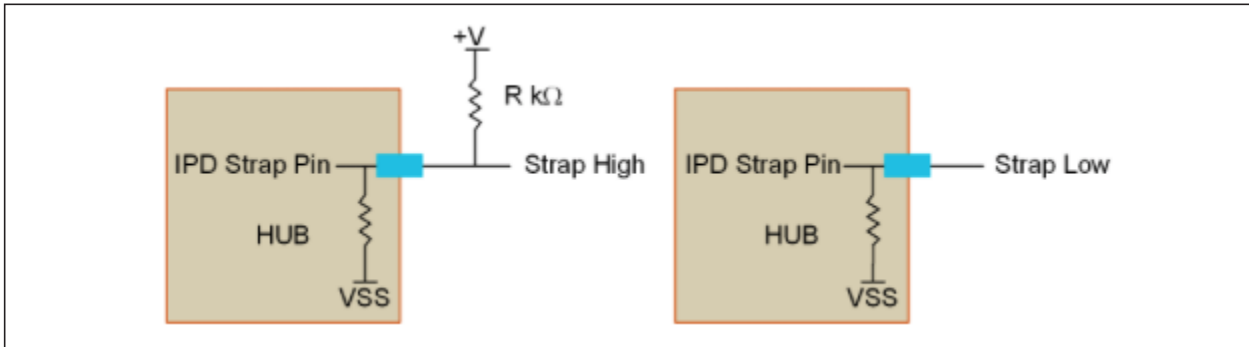 +V
R kΩ
IPD Strap Pin
Strap High
HUB
VSS
IPD Strap Pin
Strap Low
HUB
VSS